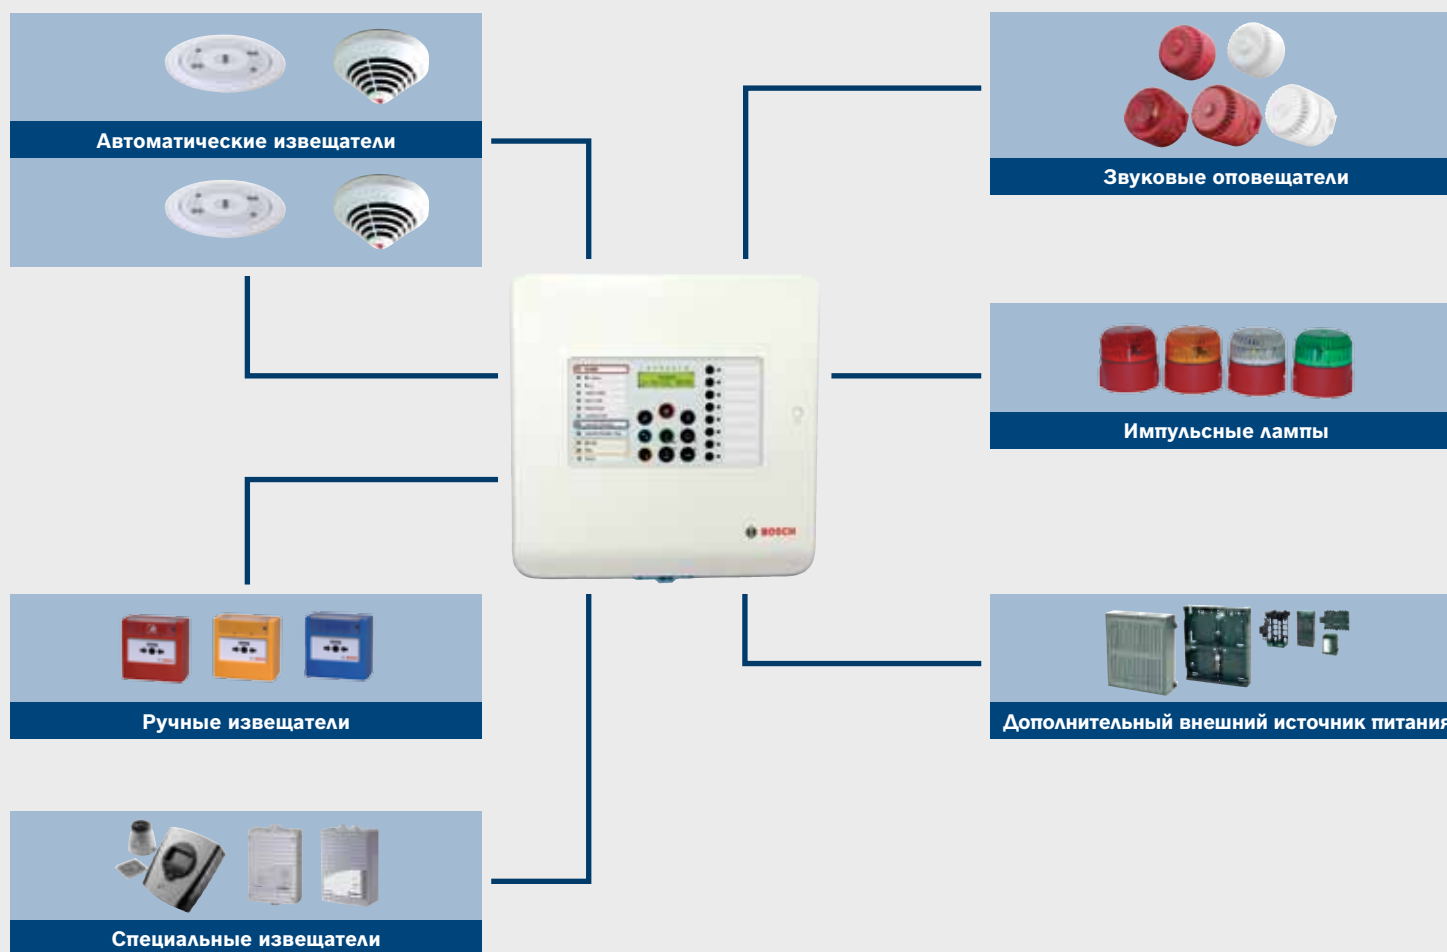 Автоматические извещатели
Звуковые оповещатели
Импульсные лампы
BOSCH
Ручные извещатели
Дополнительный внешний источник питания
Специальные извещатели